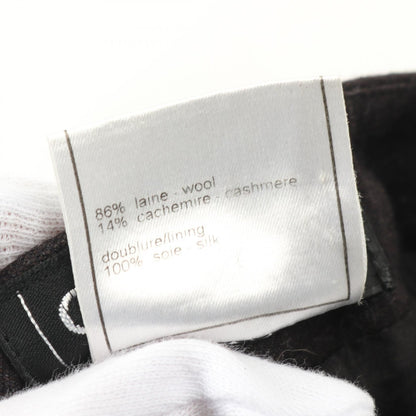 86% laine - wool
14% cachemire - cashmere
doublure/lining
100% soie - silk